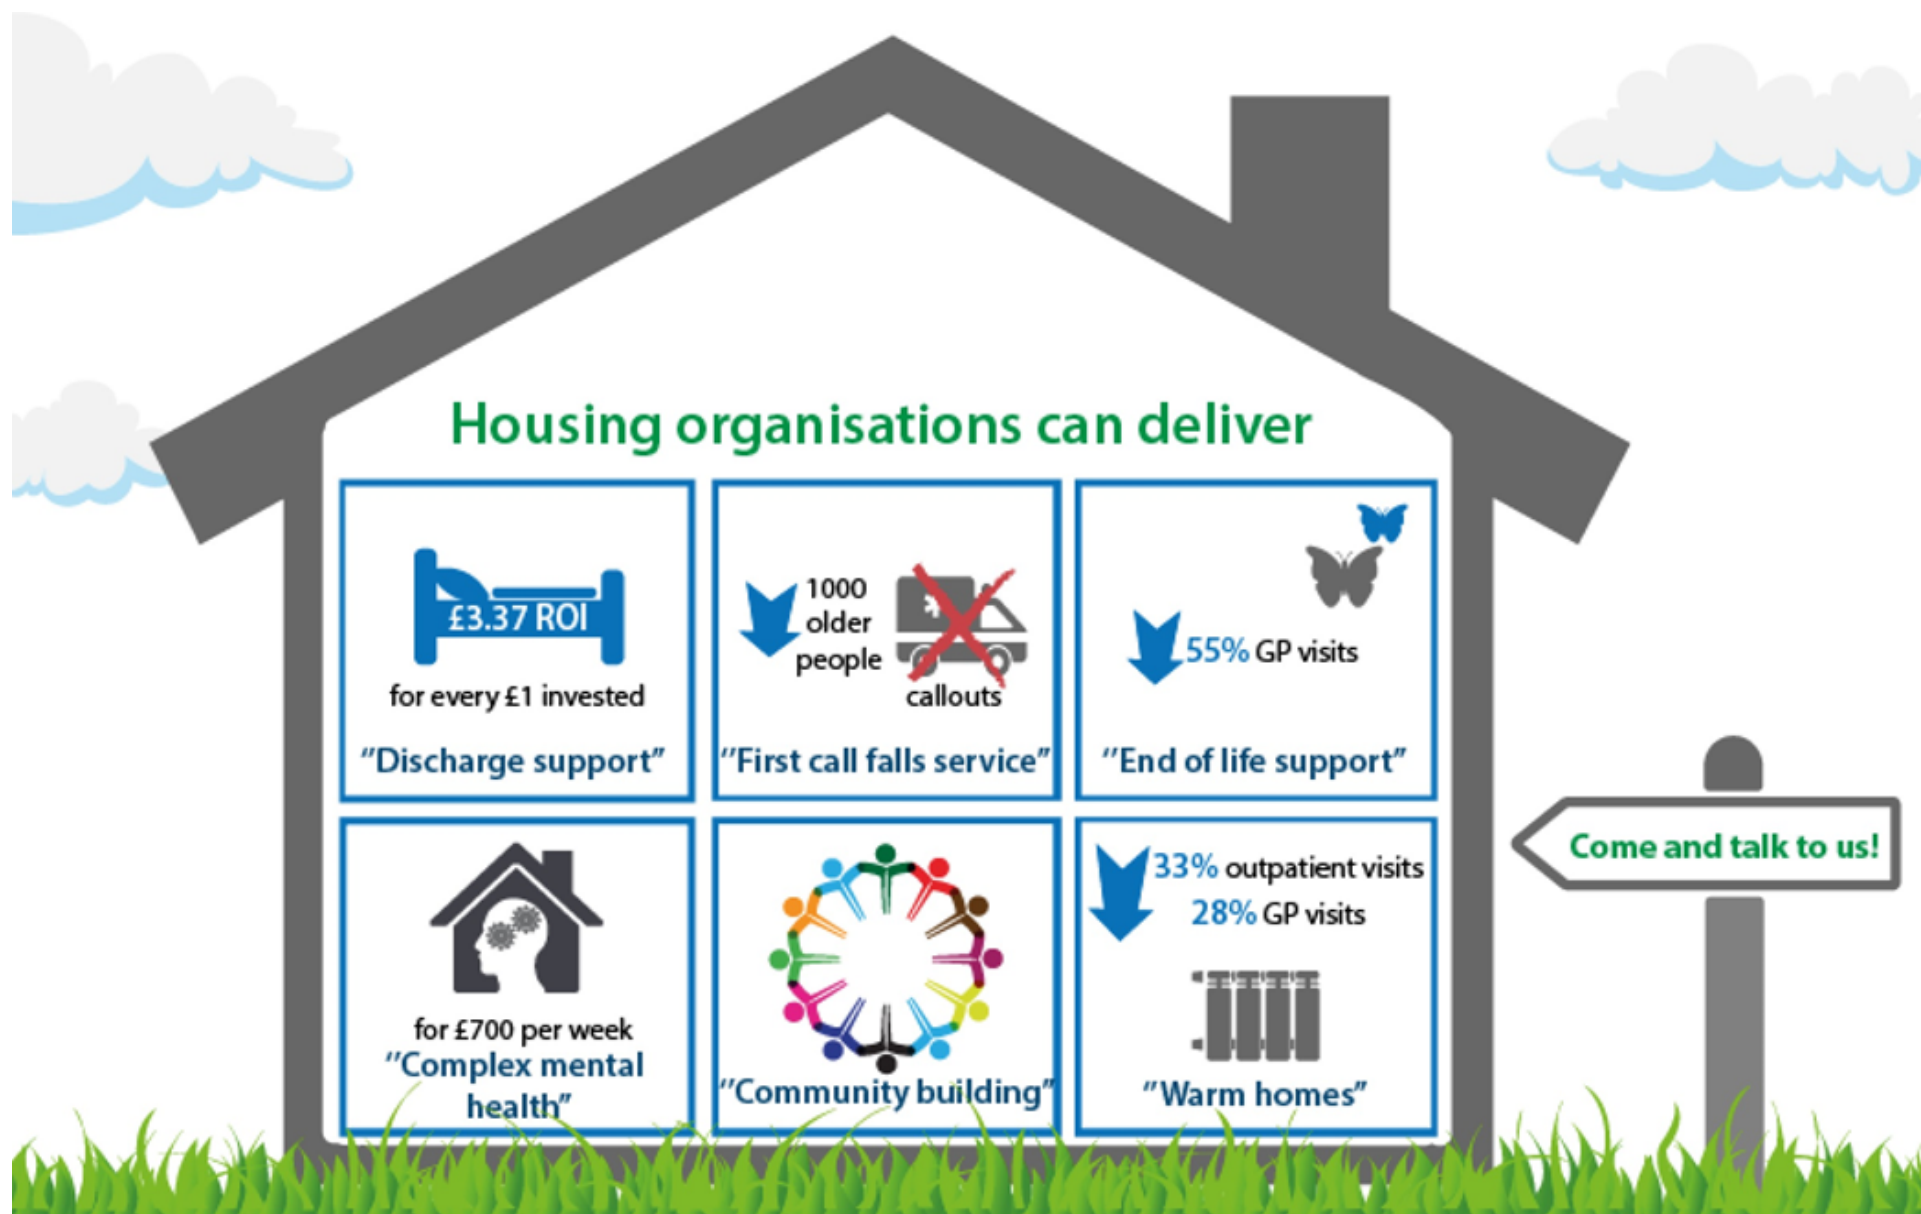 Housing organisations can deliver
£3.37 ROI
for every £1 invested
"Discharge support"
1000
older
people
callouts
"First call falls service"
55% GP visits
"End of life support"
for £700 per week
"Complex mental
health"
"Community building"
33% outpatient visits
28% GP visits
"Warm homes"
Come and talk to us!